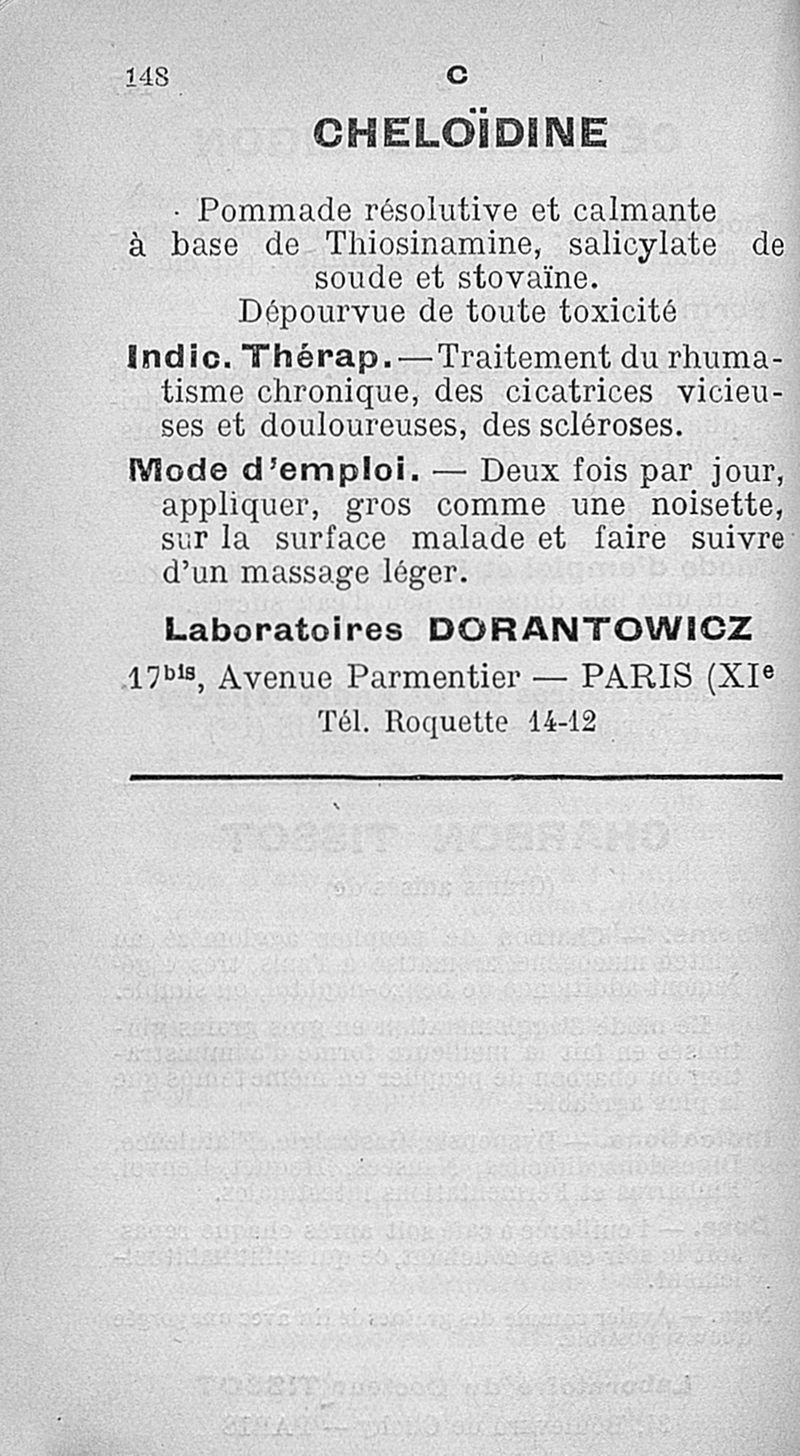 148
C
CHELOÏDINE
Pommade résolutive et calmante
à base de Thiosinamine, salicylate de
soude et stovaïne.
Dépourvue de toute toxicité
Indic. Thérap. — Traitement du rhuma-
tisme chronique, des cicatrices vicieu-
ses et douloureuses, des scléroses.
Mode d'emploi. — Deux fois par jour,
appliquer, gros comme une noisette,
sur la surface malade et faire suivre
d'un massage léger.
Laboratoires DORANTOWICZ
17bis, Avenue Parmentier — PARIS (XIe
Tél. Roquette 14-12